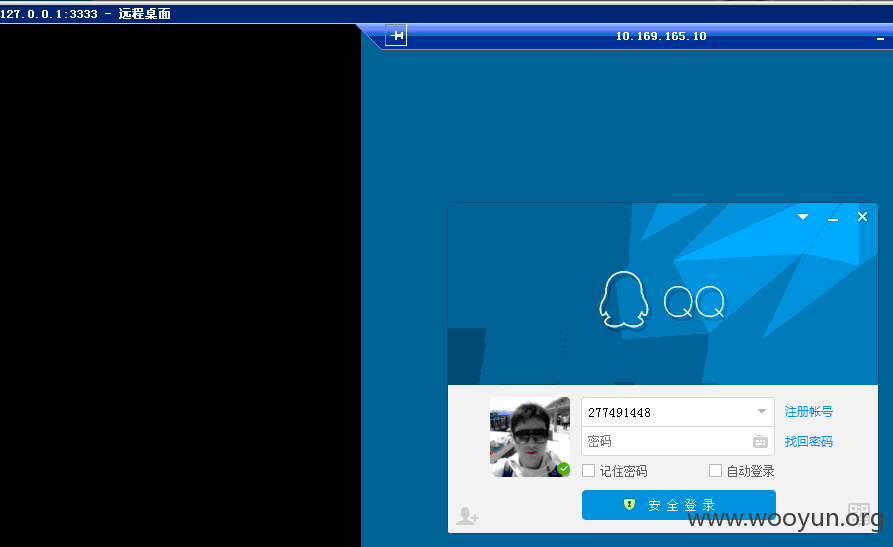 127.0.0.1:3333 - 远程桌面
10.169.165.10
QQ
277491448
注册帐号
密码
找回密码
记住密码
自动登录
安全登录
www.wooyun.org